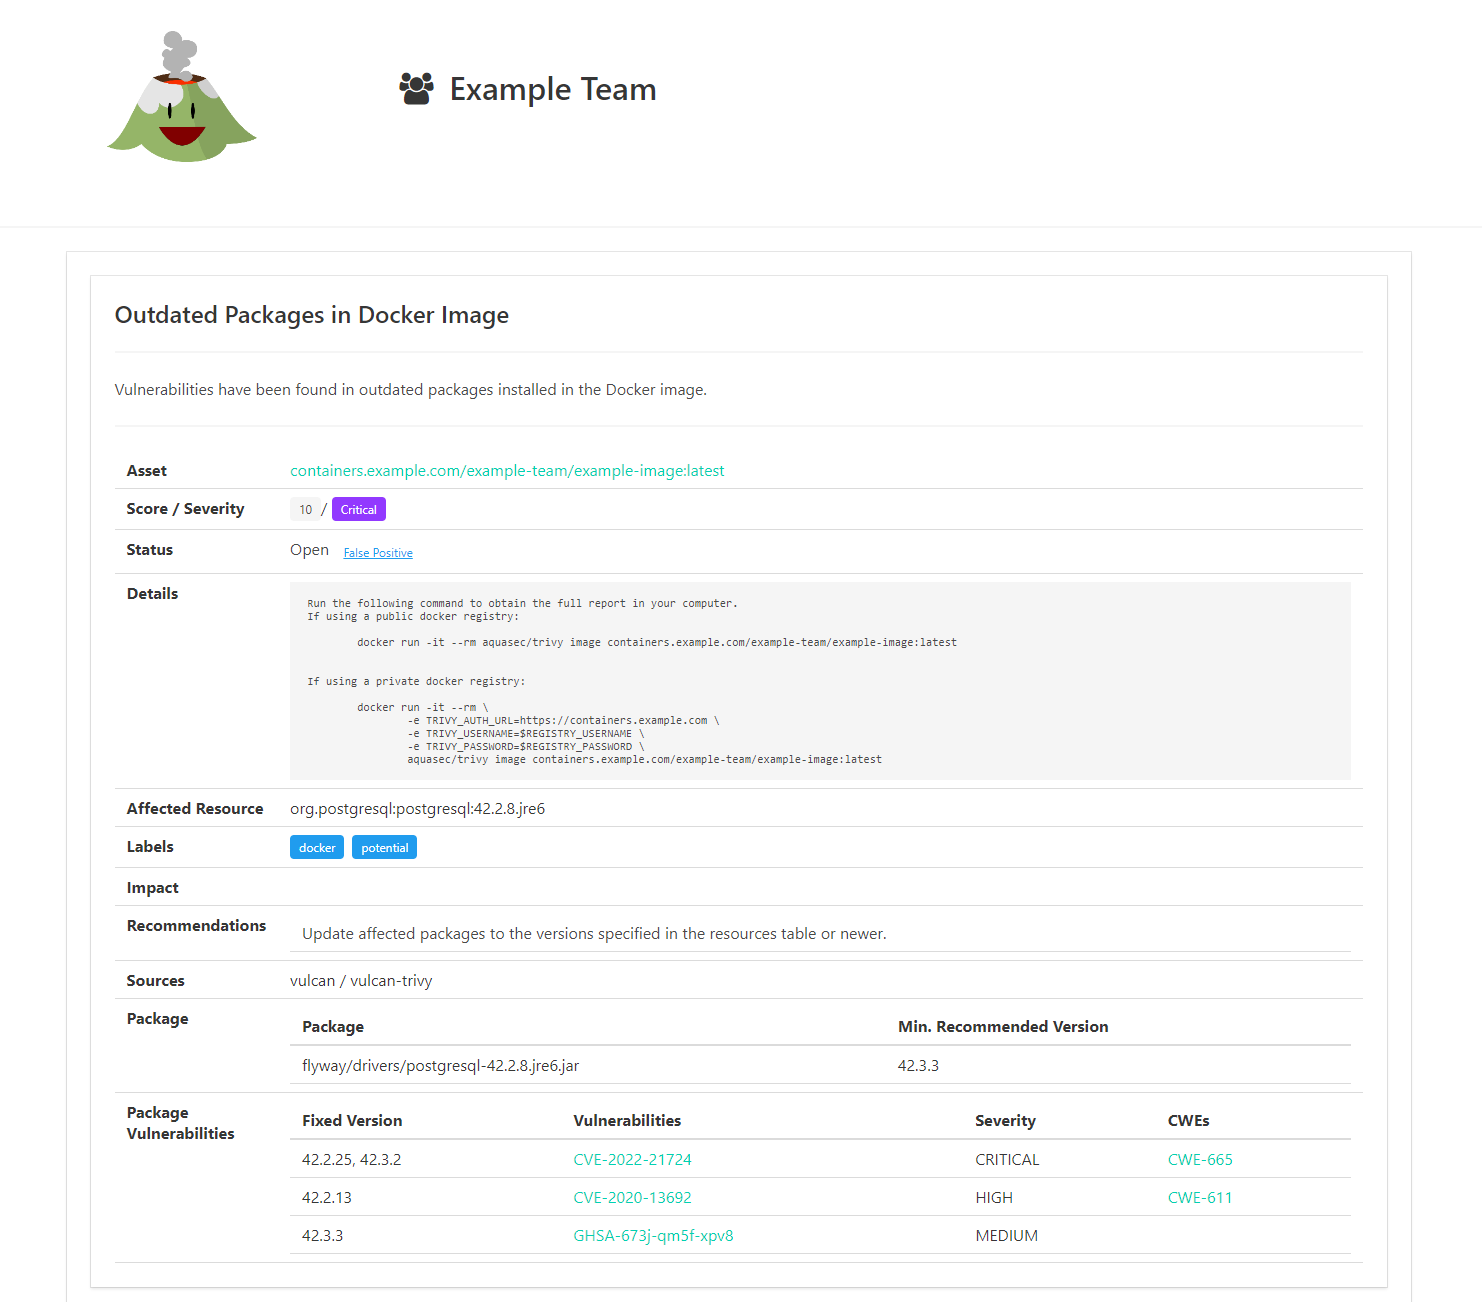 Example Team
Outdated Packages in Docker Image
Vulnerabilities have been found in outdated packages installed in the Docker image.
Asset containers.example.com/example-team/example-image:latest
Score / Severity 10 / Critical
Status Open False Positive
Details
Run the following command to obtain the full report in your computer.
If using a public docker registry:
docker run -it --rm aquasec/trivy image containers.example.com/example-team/example-image:latest
If using a private docker registry:
docker run -it --rm \
-e TRIVY_AUTH_URL=https://containers.example.com \
-e TRIVY_USERNAME=$REGISTRY_USERNAME \
-e TRIVY_PASSWORD=$REGISTRY_PASSWORD \
aquasec/trivy image containers.example.com/example-team/example-image:latest
Affected Resource org.postgresql:postgresql:42.2.8.jre6
Labels docker potential
Impact
Recommendations Update affected packages to the versions specified in the resources table or newer.
Sources vulcan / vulcan-trivy
Package
Package Min. Recommended Version
flyway/drivers/postgresql-42.2.8.jre6.jar 42.3.3
Package
Vulnerabilities
Fixed Version Vulnerabilities Severity CWEs
42.2.25, 42.3.2 CVE-2022-21724 CRITICAL CWE-665
42.2.13 CVE-2020-13692 HIGH CWE-611
42.3.3 GHSA-673j-qm5f-xpv8 MEDIUM